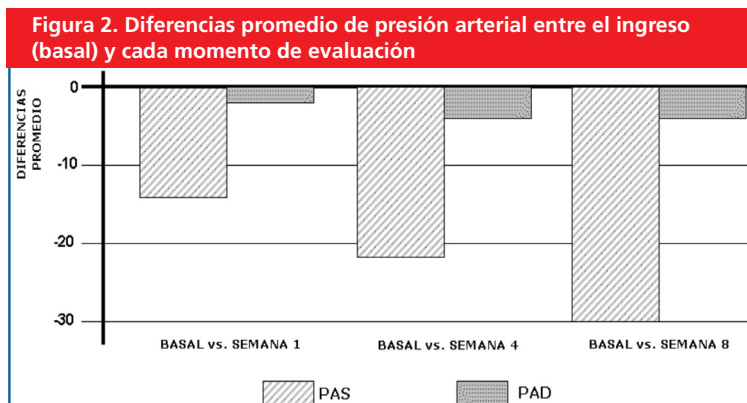 Figura 2. Diferencias promedio de presión arterial entre el ingreso
(basal) y cada momento de evaluación
DIFERENCIAS
PROMEDIO
0
-10
-20
-30
BASAL vs. SEMANA 1
BASAL vs. SEMANA 4
BASAL vs. SEMANA 8
PAS
PAD